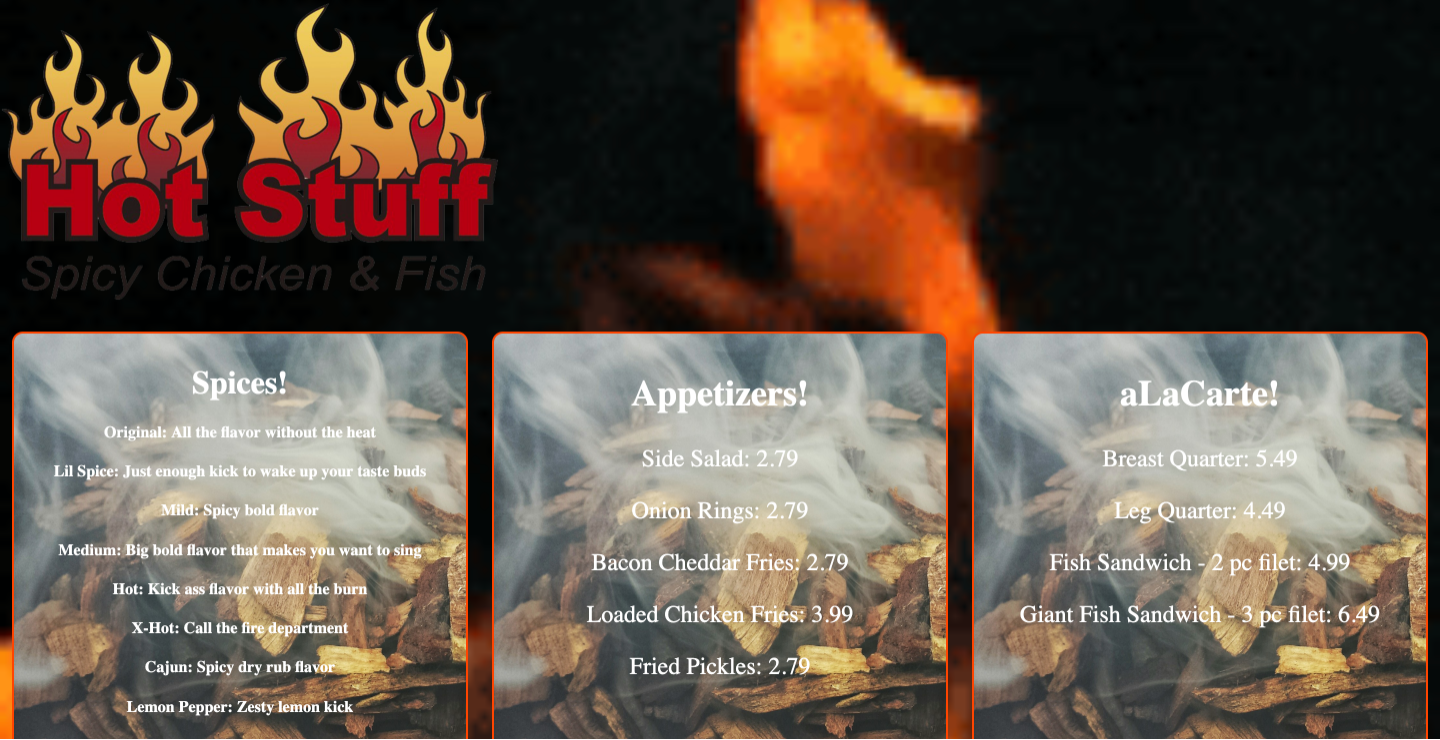 Hot Stuff
Spicy Chicken & Fish
Spices!
Original: All the flavor without the heat
Lil Spice: Just enough kick to wake up your taste buds
Mild: Spicy bold flavor
Medium: Big bold flavor that makes you want to sing
Hot: Kick ass flavor with all the burn
X-Hot: Call the fire department
Cajun: Spicy dry rub flavor
Lemon Pepper: Zesty lemon kick
Appetizers!
Side Salad: 2.79
Onion Rings: 2.79
Bacon Cheddar Fries: 2.79
Loaded Chicken Fries: 3.99
Fried Pickles: 2.79
aLaCarte!
Breast Quarter: 5.49
Leg Quarter: 4.49
Fish Sandwich - 2 pc filet: 4.99
Giant Fish Sandwich - 3 pc filet: 6.49